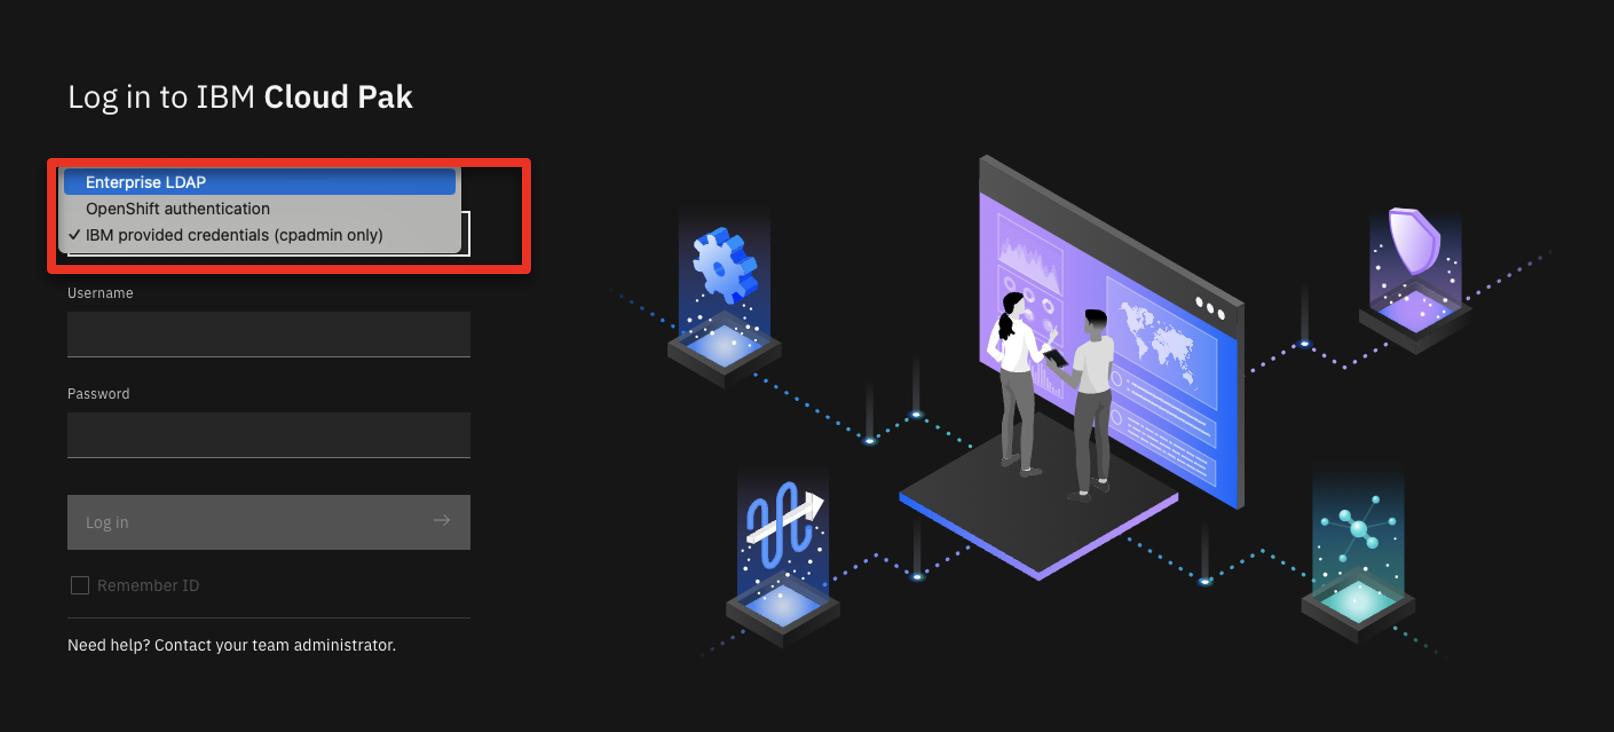 Log in to IBM Cloud Pak
Enterprise LDAP
OpenShift authentication
✓ IBM provided credentials (cpadmin only)
Username
Password
Log in
Remember ID
Need help? Contact your team administrator.